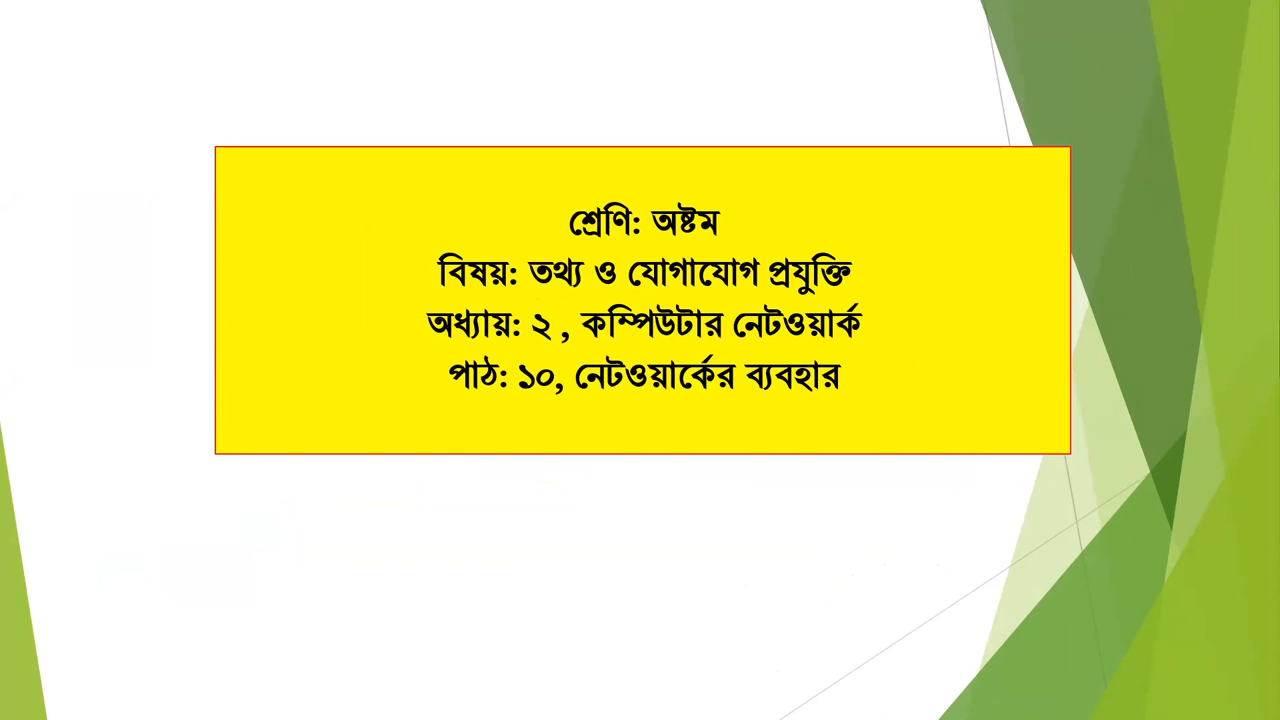 শ্রেণি: অষ্টম
বিষয়: তথ্য ও যোগাযোগ প্রযুক্তি
অধ্যায়: ২ , কম্পিউটার নেটওয়ার্ক
পাঠ: ১০, নেটওয়ার্কের ব্যবহার